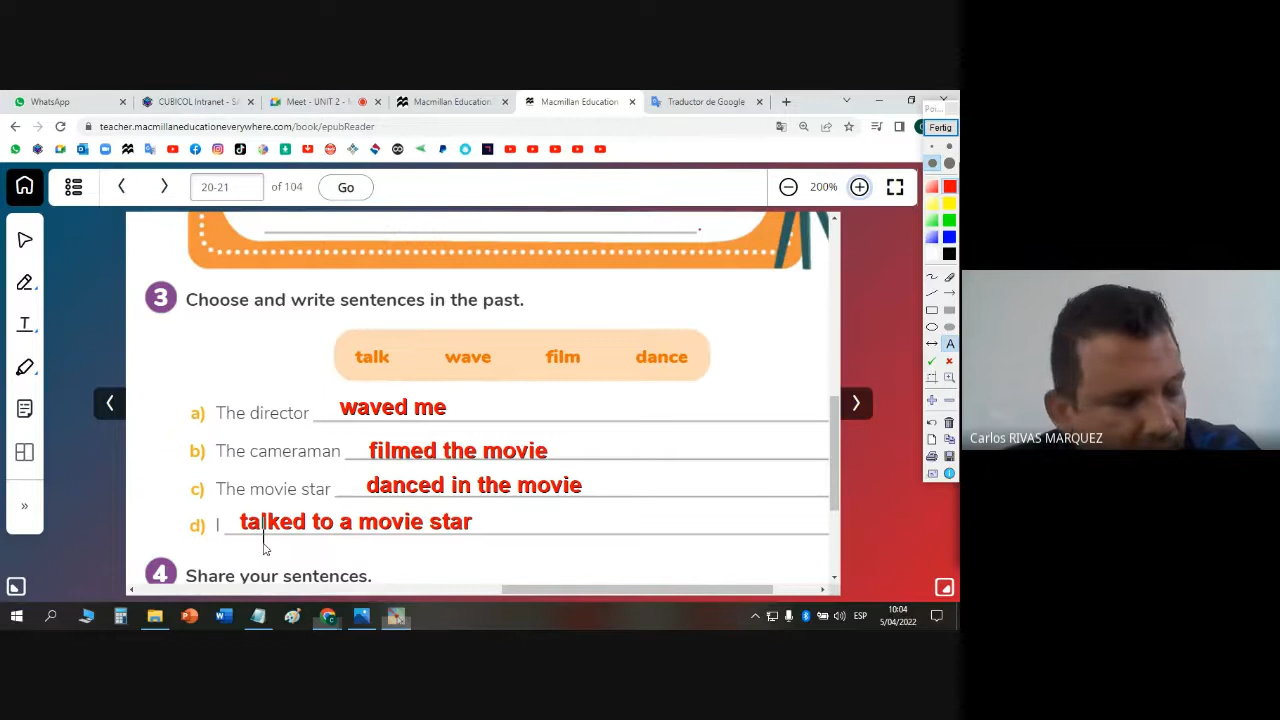 WhatsApp
CUBICOL Intranet - S/
Meet - UNIT 2 -
Macmillan Education
Macmillan Education
Traductor de Google
Poi...
teacher.macmillaneducationeverywhere.com/book/epubReader
Fertig
20-21 of 104 Go 200%
3 Choose and write sentences in the past.
talk wave film dance
a) The director waved me
b) The cameraman filmed the movie
c) The movie star danced in the movie
d) I talked to a movie star
4 Share your sentences.
Carlos RIVAS MARQUEZ
ESP
10:04
5/04/2022